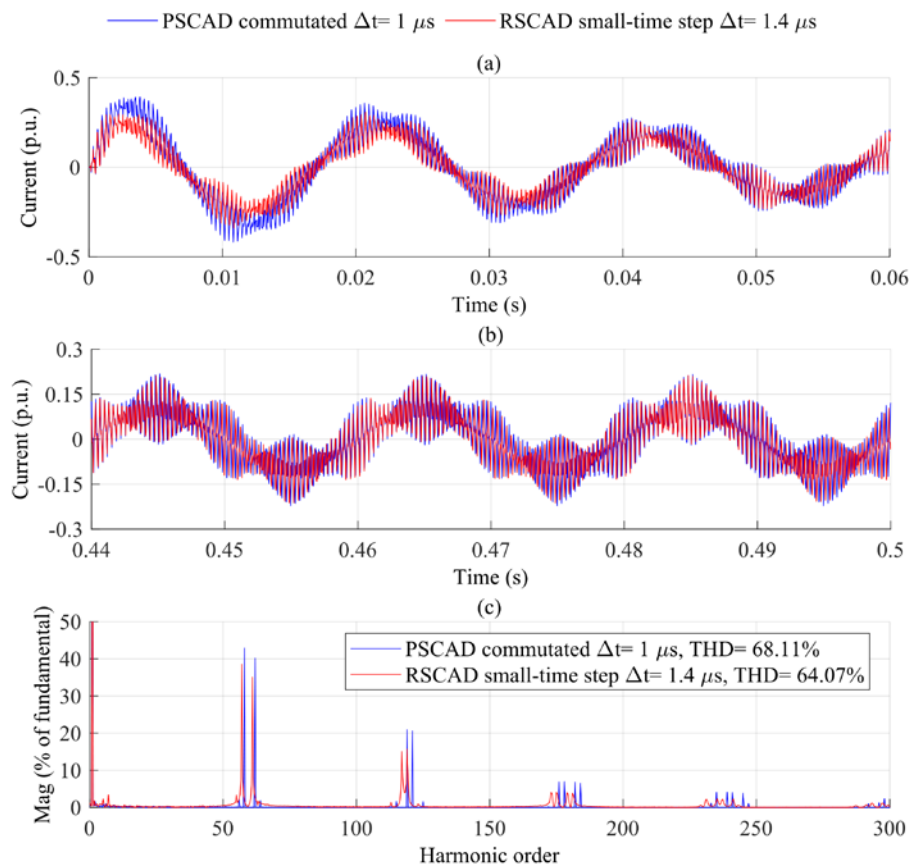 PSCAD commutated Δt= 1 μs RSCAD small-time step Δt= 1.4 μs
(a)
Current (p.u.)
0.5
0
-0.5
0 0.01 0.02 0.03 0.04 0.05 0.06
Time (s)
(b)
Current (p.u.)
0.3
0.15
0
-0.15
-0.3
0.44 0.45 0.46 0.47 0.48 0.49 0.5
Time (s)
(c)
Mag (% of fundamental)
50
40
30
20
10
0
PSCAD commutated Δt= 1 μs, THD= 68.11%
RSCAD small-time step Δt= 1.4 μs, THD= 64.07%
0 50 100 150 200 250 300
Harmonic order